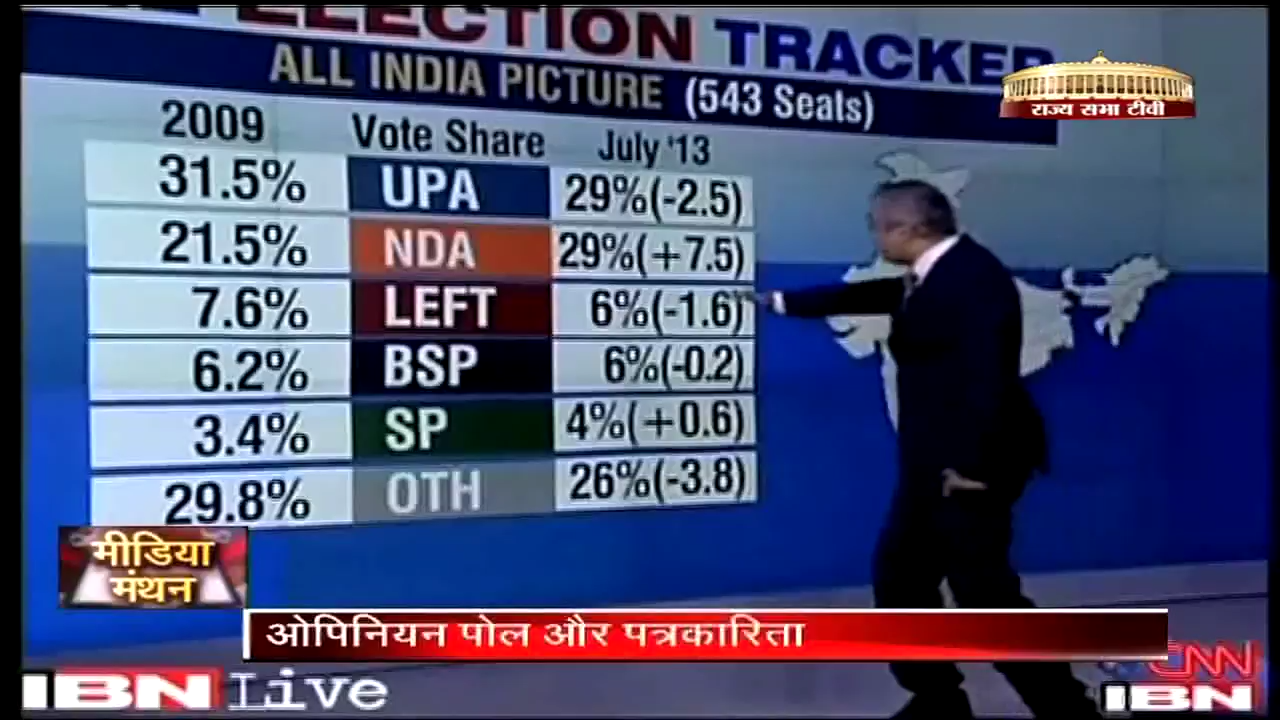 ELECTION TRACKER
ALL INDIA PICTURE (543 Seats)
राज्य सभा टीवी
2009 Vote Share July '13
31.5% UPA 29%(-2.5)
21.5% NDA 29%(+7.5)
7.6% LEFT 6%(-1.6)
6.2% BSP 6%(-0.2)
3.4% SP 4%(+0.6)
29.8% OTH 26%(-3.8)
मीडिया
मंथन
ओपिनियन पोल और पत्रकारिता
IBN Live
CNN
IBN